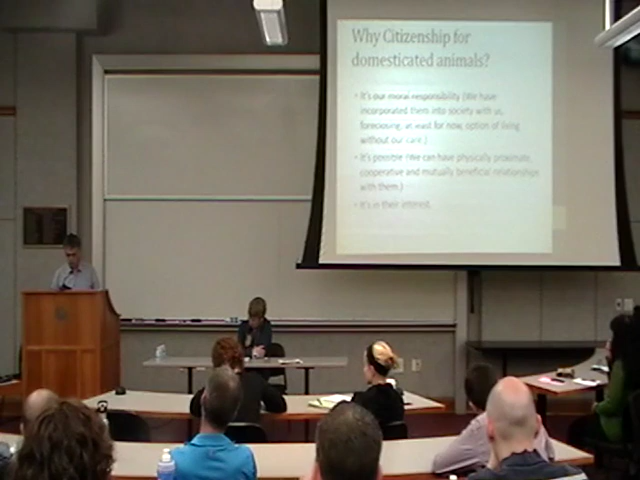 Why Citizenship for
domesticated animals?
• It's our moral responsibility (We have
incorporated them into society with us,
foreclosing, at least for now, option of living
without our care.)
• It's possible (We can have physically proximate,
cooperative and mutually beneficial relationships
with them.)
• It's in their interest.